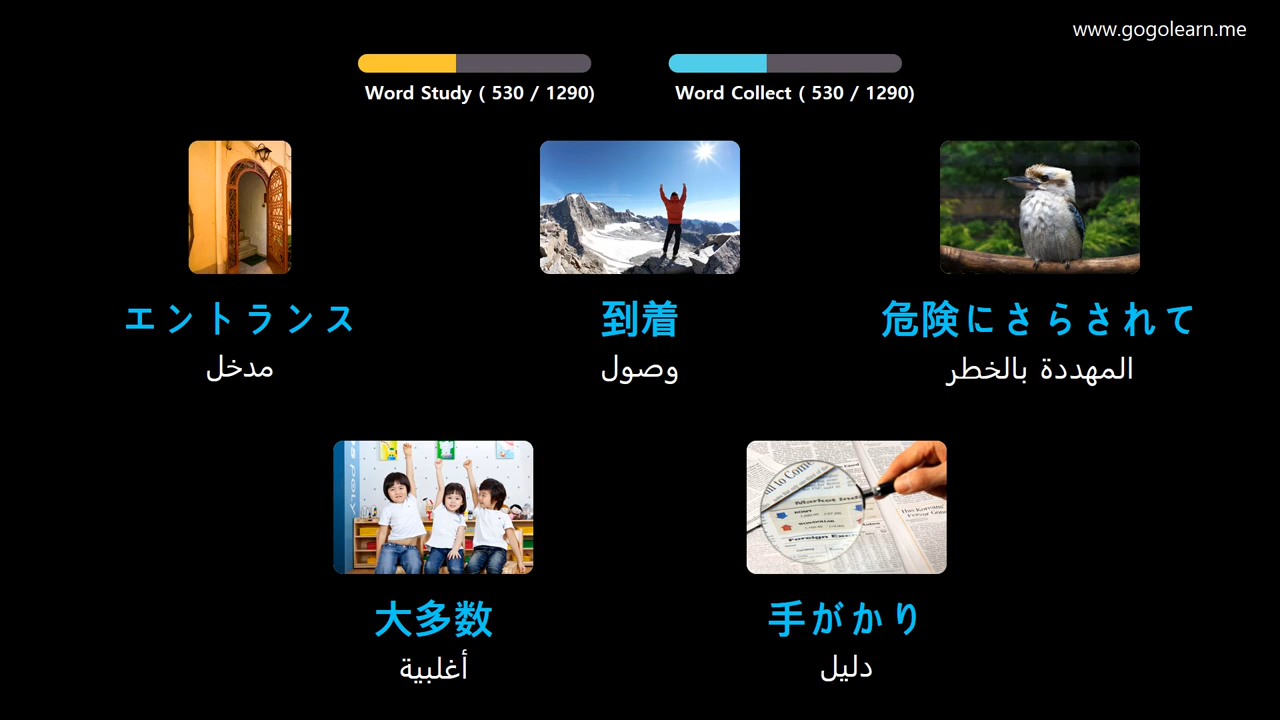 www.gogolearn.me
Word Study ( 530 / 1290)
Word Collect ( 530 / 1290)
エントランス
مدخل
到着
وصول
危険にさらされて
المهددة بالخطر
大多数
أغلبية
手がかり
دليل
Market
Foreign